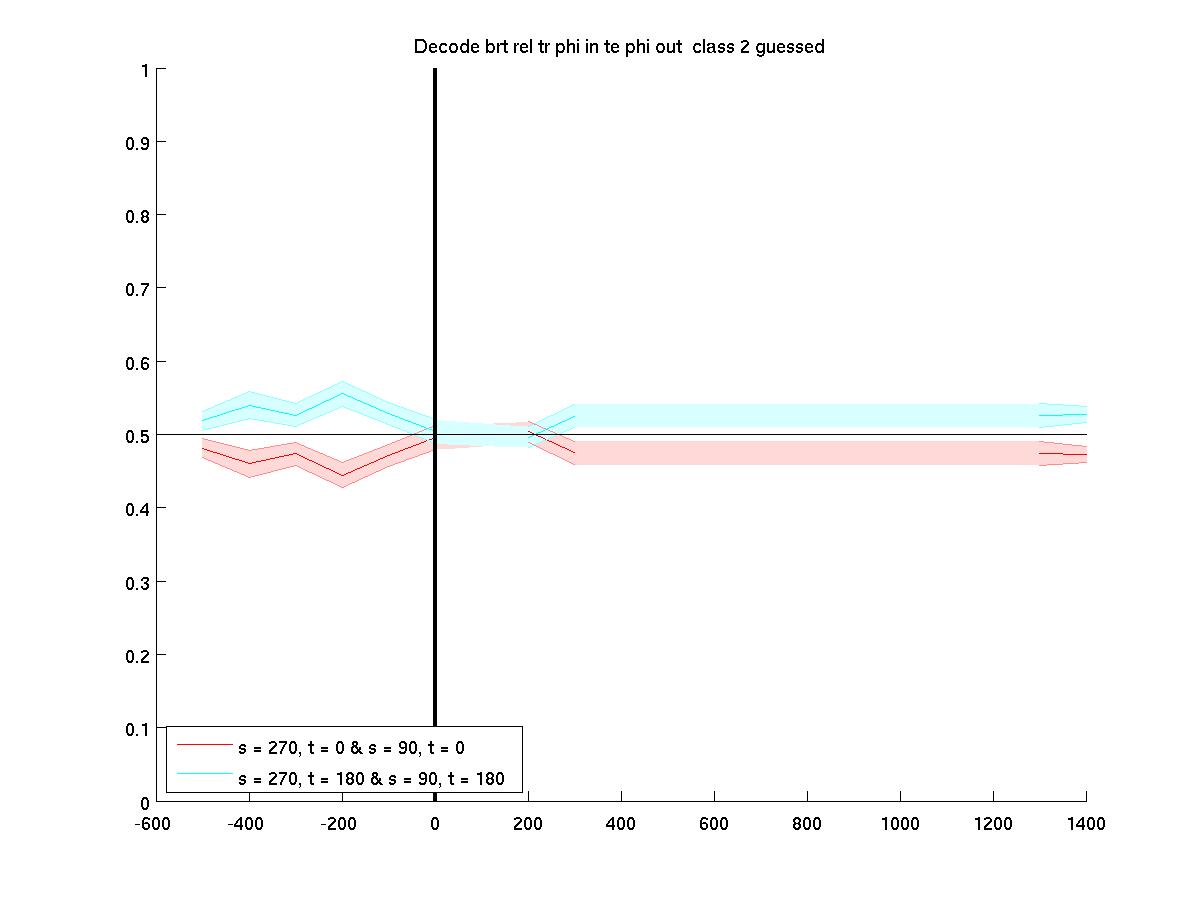 Decode brt rel tr phi in te phi out  class 2 guessed
1
0.9
0.8
0.7
0.6
0.5
0.4
0.3
0.2
0.1
0
s = 270, t = 0 & s = 90, t = 0
s = 270, t = 180 & s = 90, t = 180
-600 -400 -200 0 200 400 600 800 1000 1200 1400